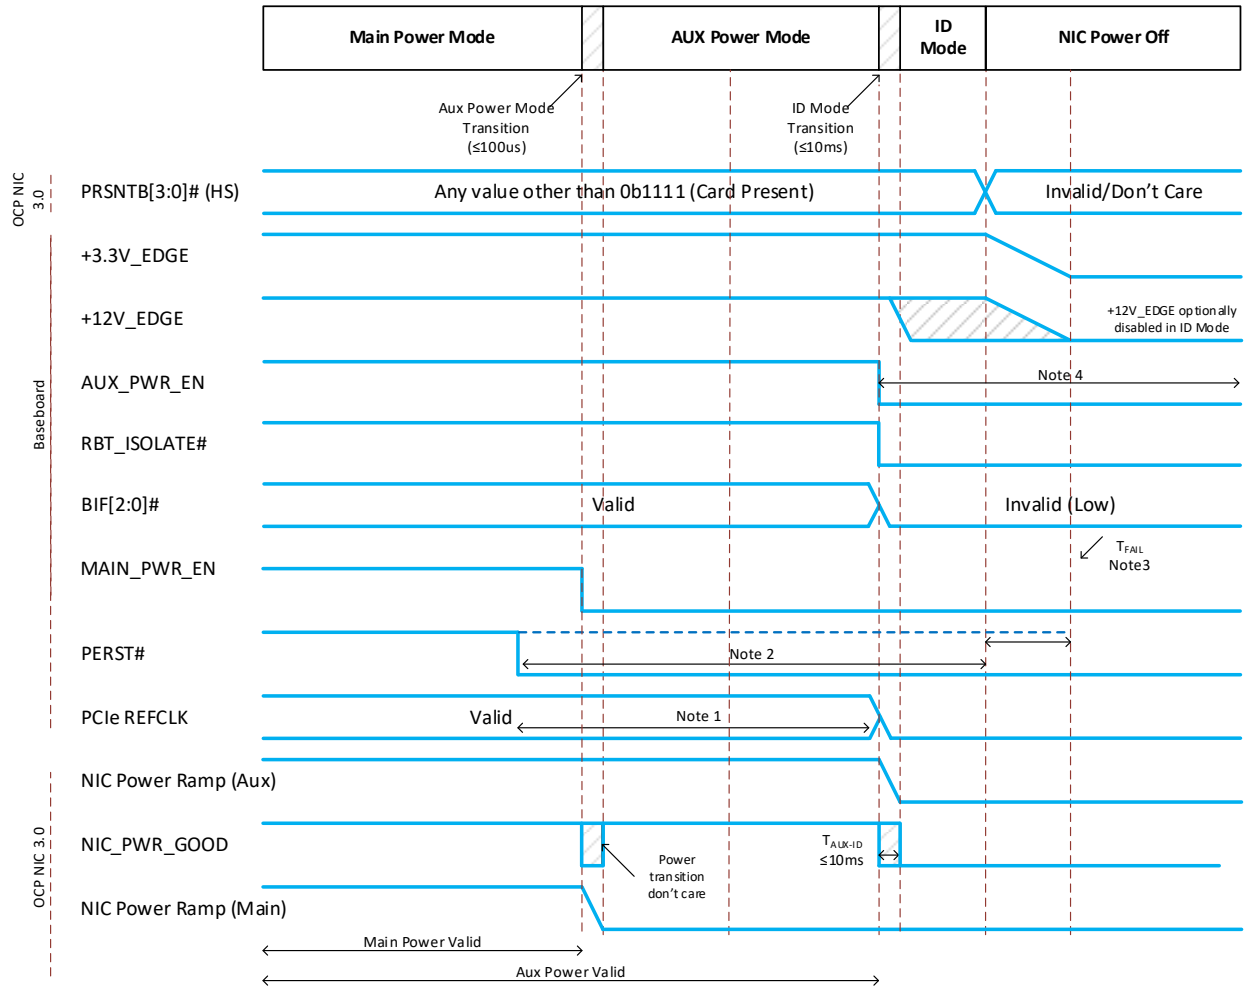 Main Power Mode
AUX Power Mode
ID
Mode
NIC Power Off
Aux Power Mode
Transition
(≤100us)
ID Mode
Transition
(≤10ms)
OCP NIC
3.0
PRSNTB[3:0]# (HS)
Any value other than 0b1111 (Card Present)
Invalid/Don't Care
Baseboard
+3.3V_EDGE
+12V_EDGE
+12V_EDGE optionally
disabled in ID Mode
AUX_PWR_EN
Note 4
RBT_ISOLATE#
BIF[2:0]#
Valid
Invalid (Low)
TFAIL
Note3
MAIN_PWR_EN
PERST#
Note 2
PCIe REFCLK
Valid
Note 1
OCP NIC 3.0
NIC Power Ramp (Aux)
NIC_PWR_GOOD
Power
transition
don't care
TAUX-ID
≤10ms
NIC Power Ramp (Main)
Main Power Valid
Aux Power Valid